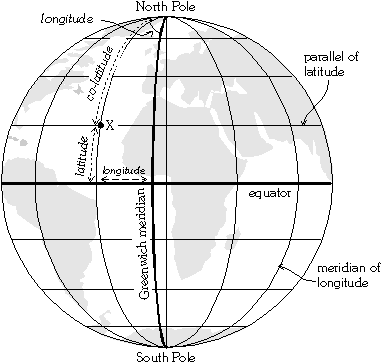 North Pole
longitude
co-latitude
parallel of
latitude
X
latitude
longitude
equator
Greenwich meridian
meridian of
longitude
South Pole